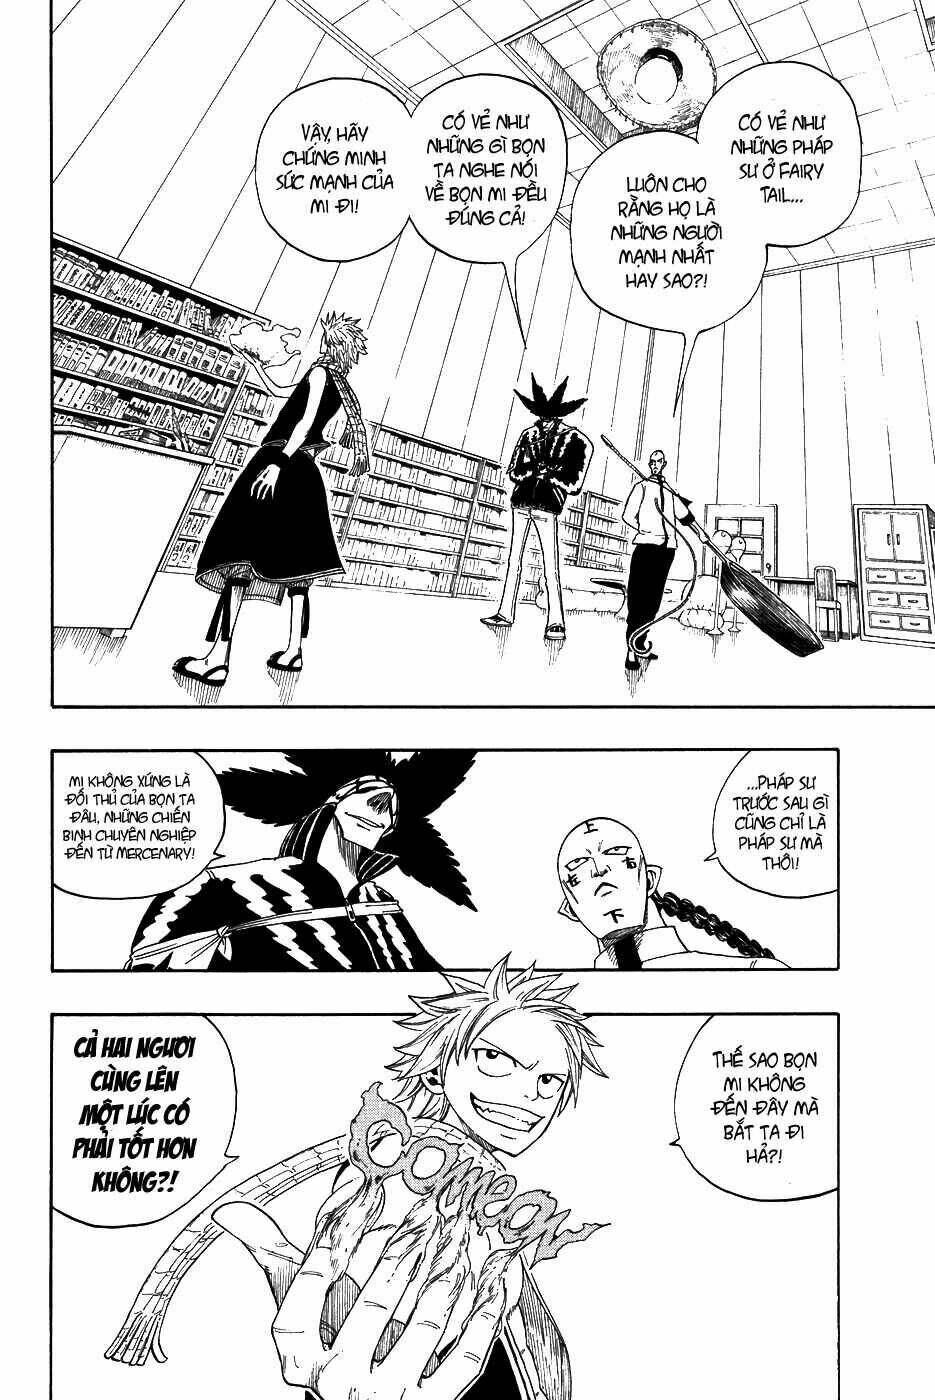 CÓ VẺ NHƯ
NHỮNG PHÁP
SƯ Ở FAIRY
TAIL...
LUÔN CHO
RẰNG HỌ LÀ
NHỮNG NGƯỜI
MẠNH NHẤT
HAY SAO?!
CÓ VẺ NHƯ
NHỮNG GÌ BỌN
TA NGHE NÓI
VỀ BỌN MI ĐỀU
ĐÚNG CẢ!
VẬY, HÃY
CHỨNG MINH
SỨC MẠNH CỦA
MI ĐI!
...PHÁP SƯ
TRƯỚC SAU GÌ
CŨNG CHỈ LÀ
PHÁP SƯ MÀ
THÔI!
上
右
左
下
MI KHÔNG XỨNG LÀ
ĐỐI THỦ CỦA BỌN TA
ĐÂU, NHỮNG CHIẾN
BINH CHUYÊN NGHIỆP
ĐẾN TỪ MERCENARY!
THẾ SAO BỌN
MI KHÔNG
ĐẾN ĐÂY MÀ
BẮT TA ĐI
HẢ?!
Come on
CẢ HAI NGƯƠI
CÙNG LÊN
MỘT LÚC CÓ
PHẢI TỐT HƠN
KHÔNG?!